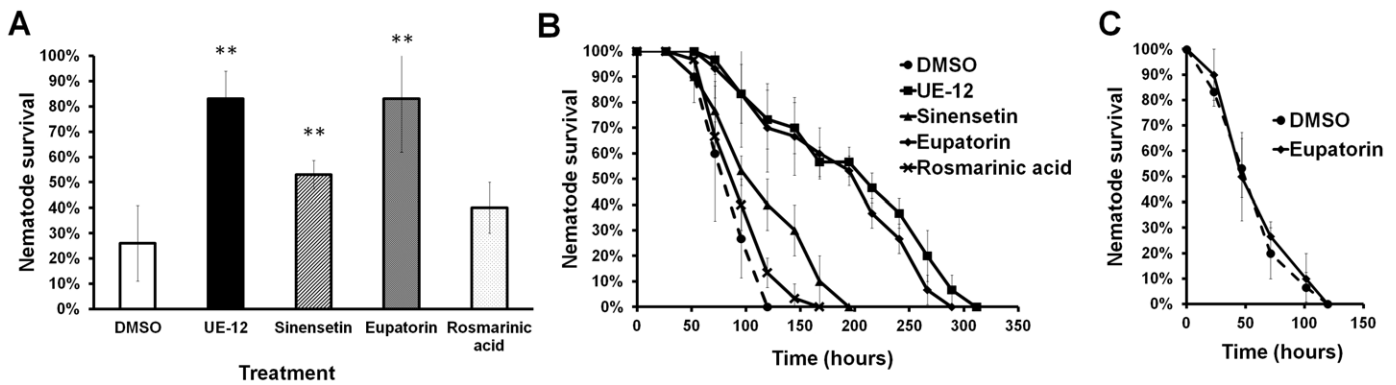 A
Nematode survival
100%
90%
80%
70%
60%
50%
40%
30%
20%
10%
0%
**
**
**
DMSO
UE-12
Sinensetin
Eupatorin
Rosmarinic
acid
Treatment
B
Nematode survival
100%
90%
80%
70%
60%
50%
40%
30%
20%
10%
0%
DMSO
UE-12
Sinensetin
Eupatorin
Rosmarinic acid
0
50
100
150
200
250
300
350
Time (hours)
C
Nematode survival
100%
90%
80%
70%
60%
50%
40%
30%
20%
10%
0%
DMSO
Eupatorin
0
50
100
150
Time (hours)